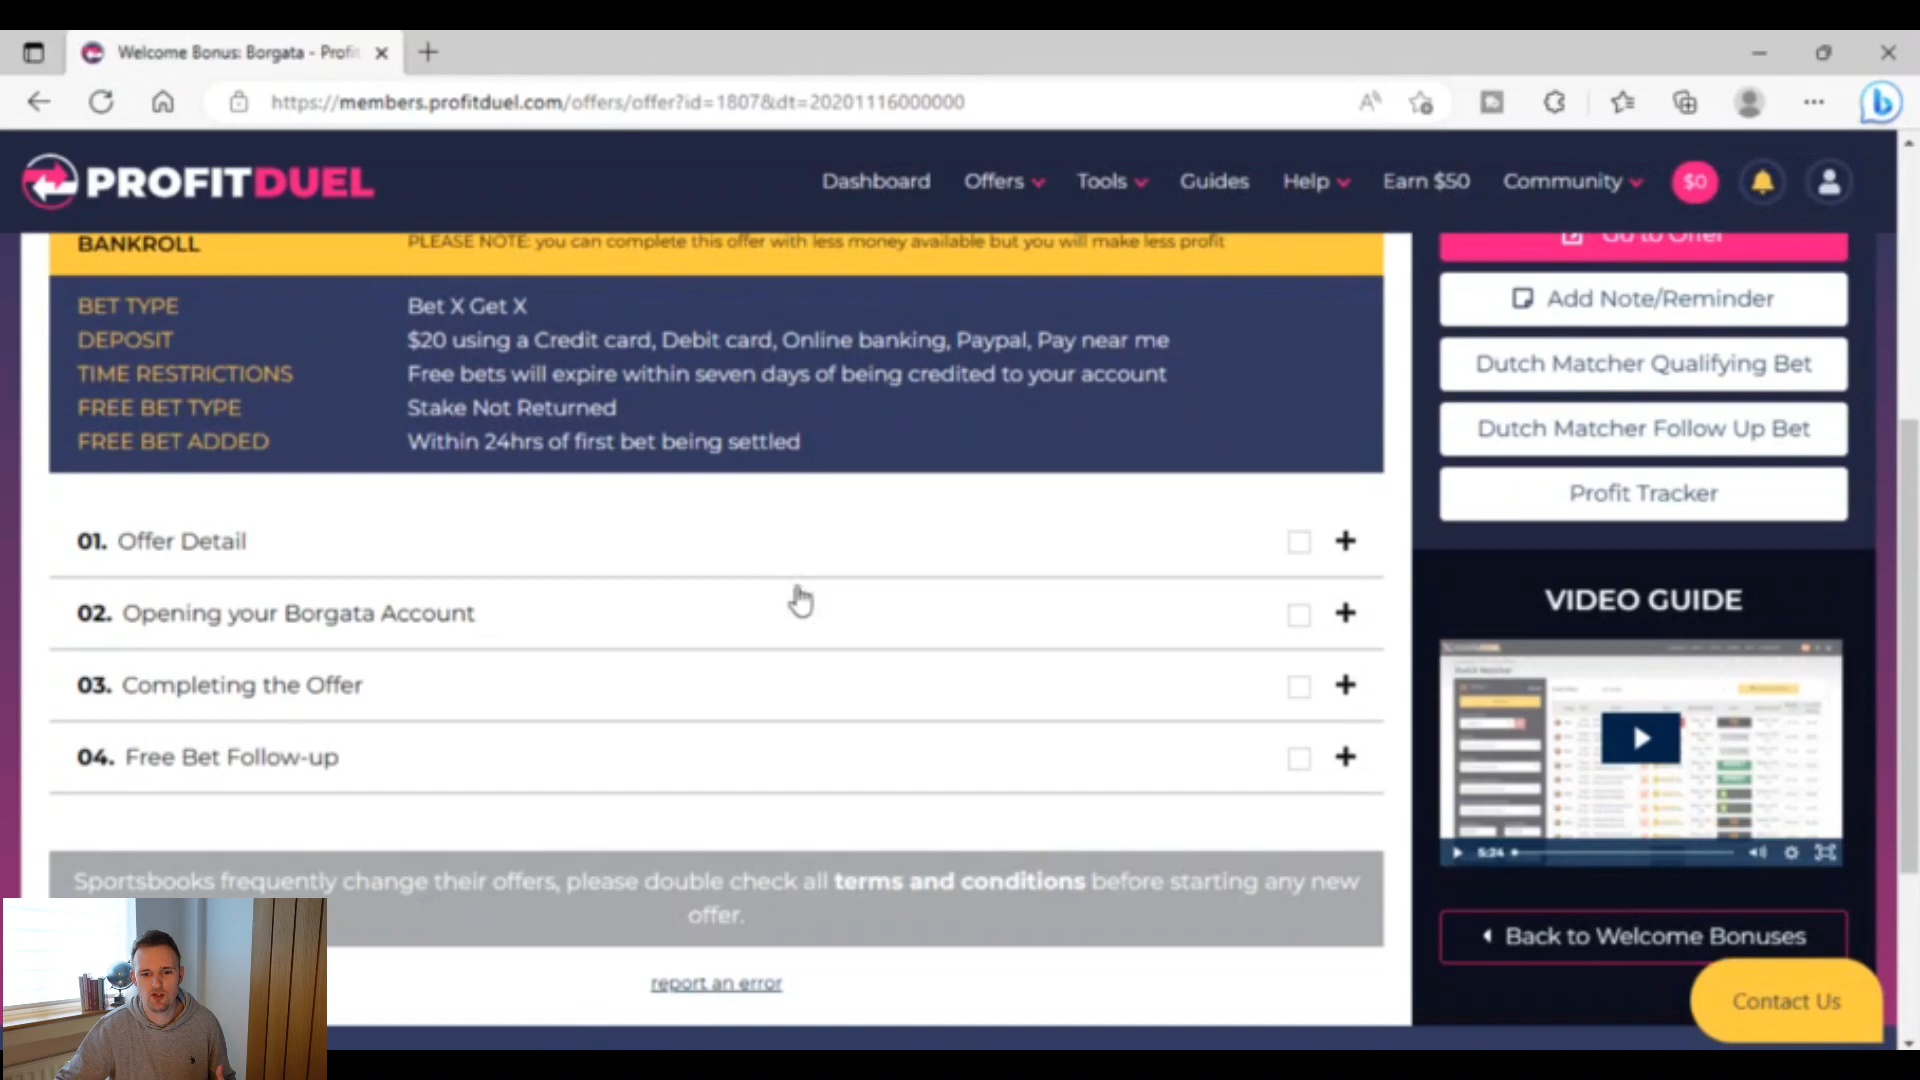 Welcome Bonus: Borgata - Profit
https://members.profitduel.com/offers/offer?id=1807&dt=20201116000000
PROFITDUEL
Dashboard
Offers
Tools
Guides
Help
Earn $50
Community
$0
BANKROLL
PLEASE NOTE: you can complete this offer with less money available but you will make less profit
BET TYPE
Bet X Get X
DEPOSIT
$20 using a Credit card, Debit card, Online banking, Paypal, Pay near me
TIME RESTRICTIONS
Free bets will expire within seven days of being credited to your account
FREE BET TYPE
Stake Not Returned
FREE BET ADDED
Within 24hrs of first bet being settled
01. Offer Detail
02. Opening your Borgata Account
03. Completing the Offer
04. Free Bet Follow-up
Sportsbooks frequently change their offers, please double check all terms and conditions before starting any new
offer.
report an error
Go to Offer
Add Note/Reminder
Dutch Matcher Qualifying Bet
Dutch Matcher Follow Up Bet
Profit Tracker
VIDEO GUIDE
5:24
Back to Welcome Bonuses
Contact Us